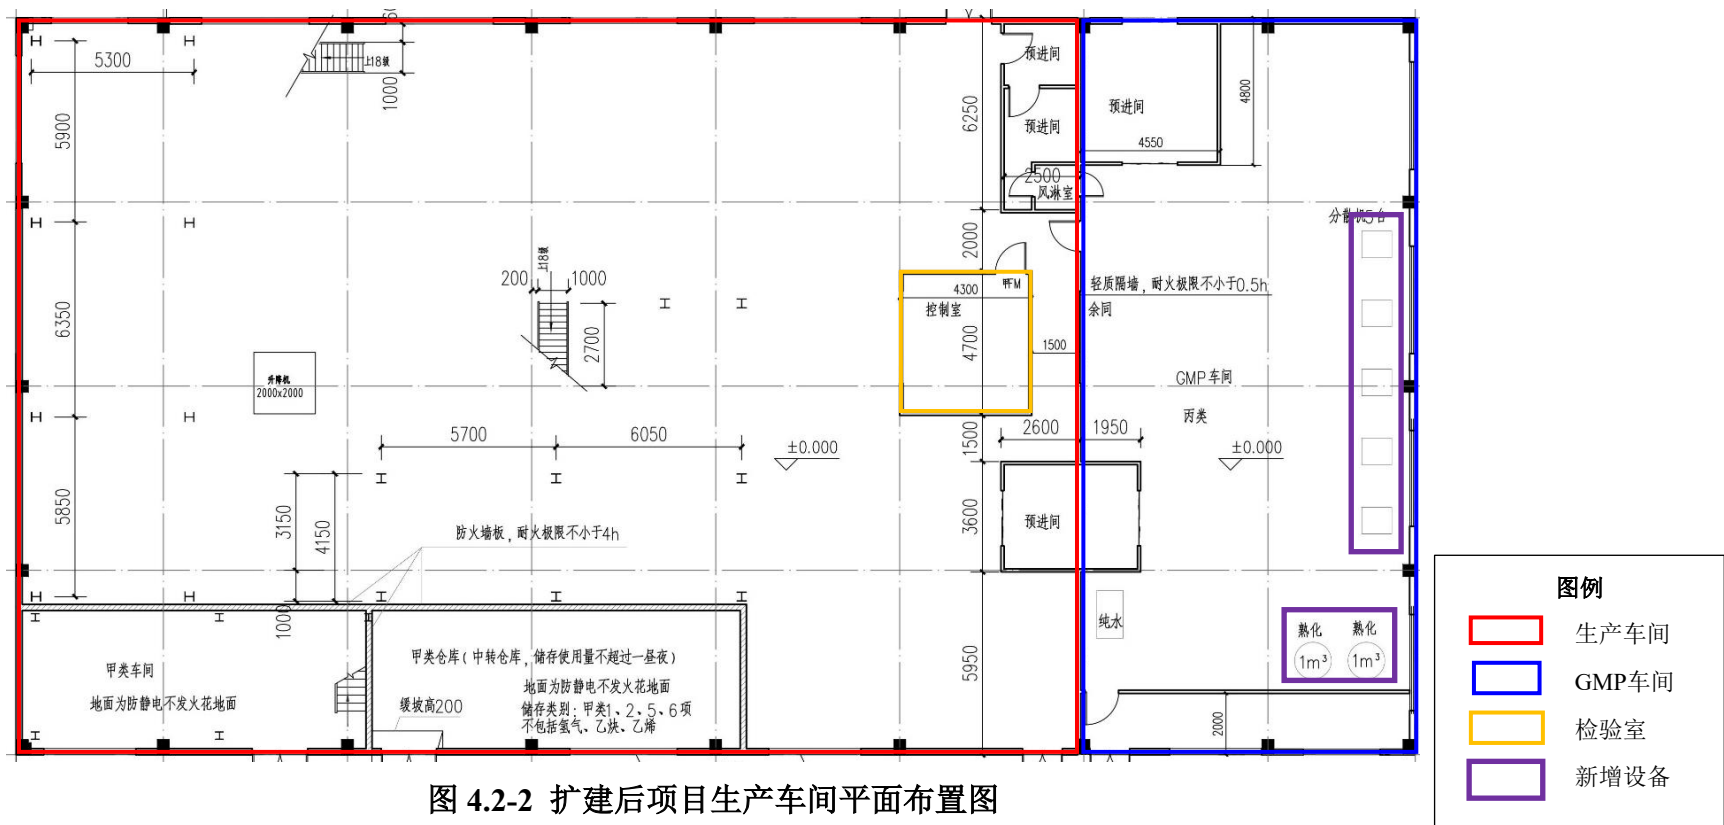 5300
上18级
1000
5900
6350
5850
升降机
2000x2000
上18级
200
1000
2700
5700
6050
±0.000
3150
4150
1000
防火墙板，耐火极限不小于4h
甲类车间
地面为防静电不发火花地面
甲类仓库(中转仓库，储存使用量不超过一昼夜)
地面为防静电不发火花地面
储存类别：甲类1、2、5、6项
不包括氢气、乙炔、乙烯
缓坡高200
6250
2000
4700
1500
3600
5950
预进间
预进间
2500
风淋室
预进间
4550
4800
4300
控制室
1500
轻质隔墙，耐火极限不小于0.5h
余同
分散机5台
GMP车间
丙类
±0.000
2600
1950
预进间
纯水
熟化
熟化
1m³
1m³
2000
图例
生产车间
GMP车间
检验室
新增设备
图 4.2-2 扩建后项目生产车间平面布置图